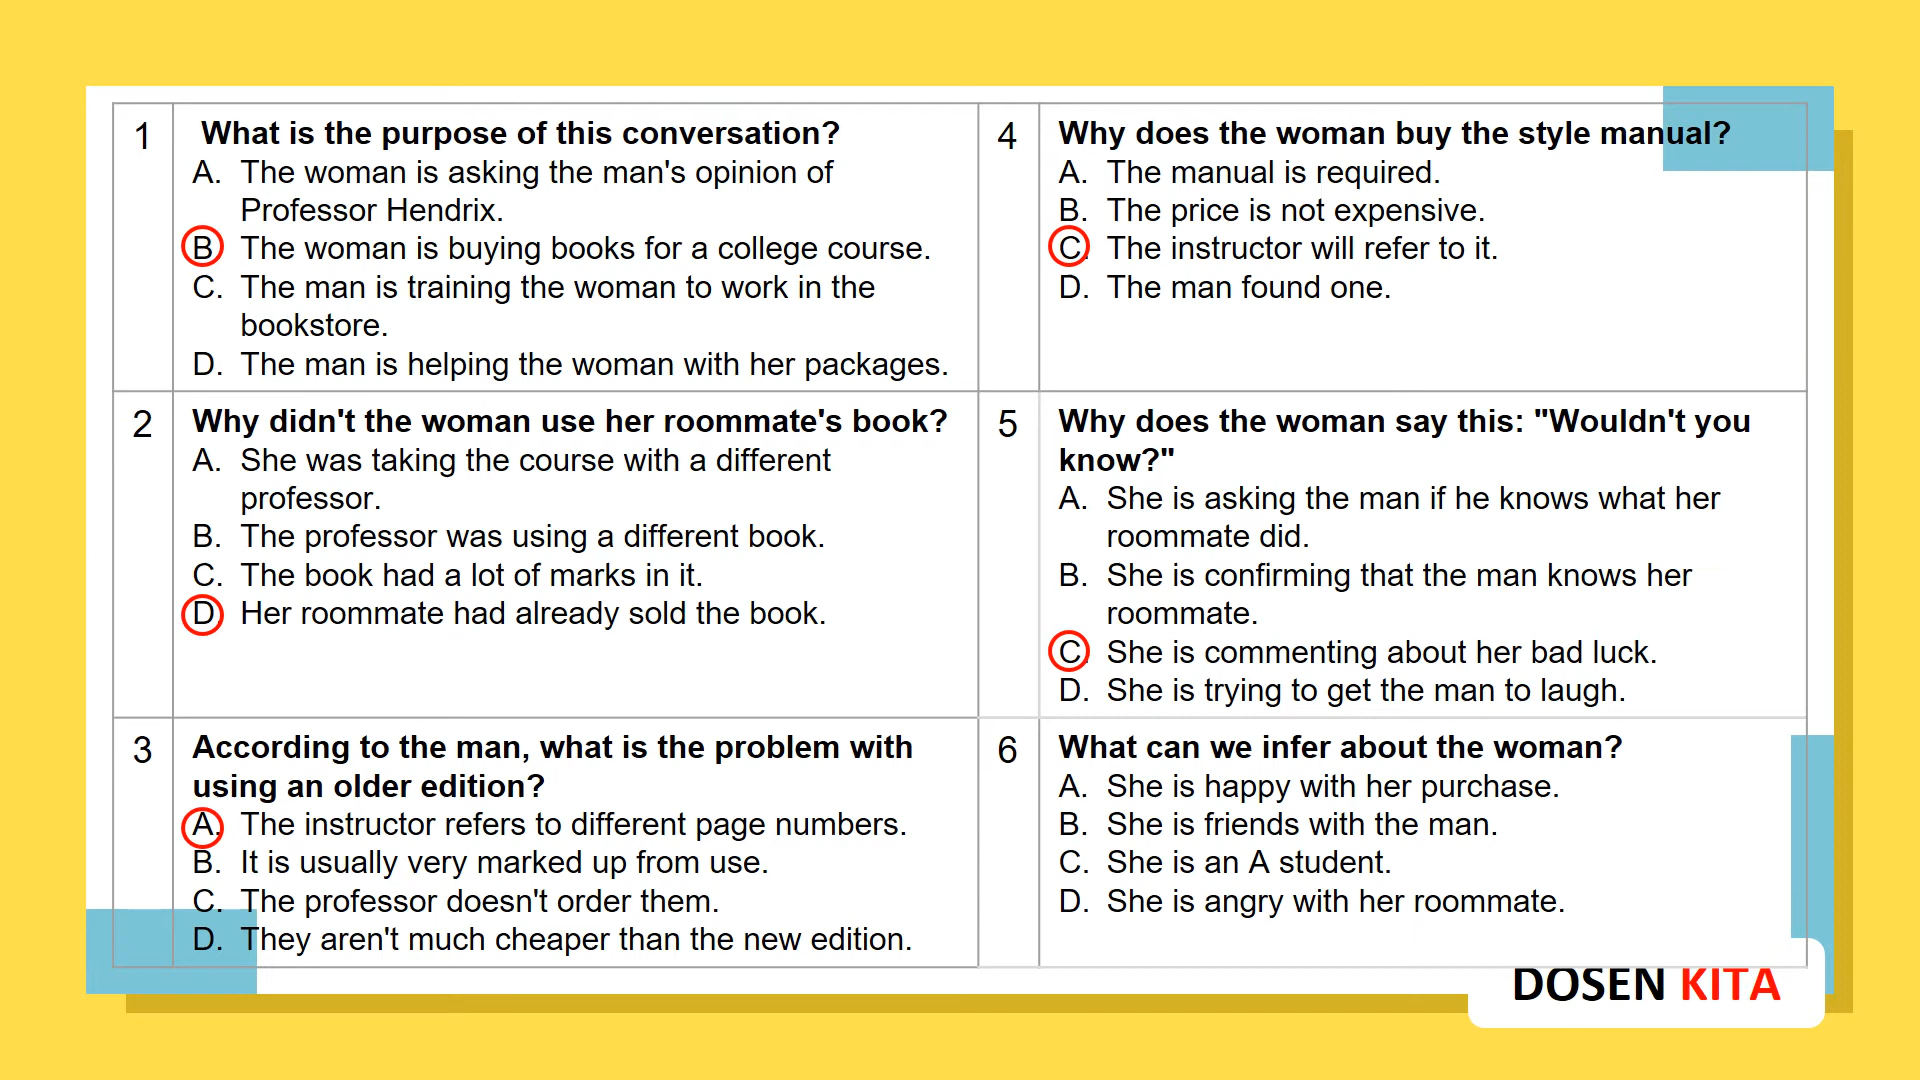 1
What is the purpose of this conversation?
A. The woman is asking the man's opinion of
Professor Hendrix.
B The woman is buying books for a college course.
C. The man is training the woman to work in the
bookstore.
D. The man is helping the woman with her packages.
2
Why didn't the woman use her roommate's book?
A. She was taking the course with a different
professor.
B. The professor was using a different book.
C. The book had a lot of marks in it.
D. Her roommate had already sold the book.
3
According to the man, what is the problem with
using an older edition?
A. The instructor refers to different page numbers.
B. It is usually very marked up from use.
C. The professor doesn't order them.
D. They aren't much cheaper than the new edition.
4
Why does the woman buy the style manual?
A. The manual is required.
B. The price is not expensive.
C. The instructor will refer to it.
D. The man found one.
5
Why does the woman say this: "Wouldn't you
know?"
A. She is asking the man if he knows what her
roommate did.
B. She is confirming that the man knows her
roommate.
C. She is commenting about her bad luck.
D. She is trying to get the man to laugh.
6
What can we infer about the woman?
A. She is happy with her purchase.
B. She is friends with the man.
C. She is an A student.
D. She is angry with her roommate.
DOSEN KITA